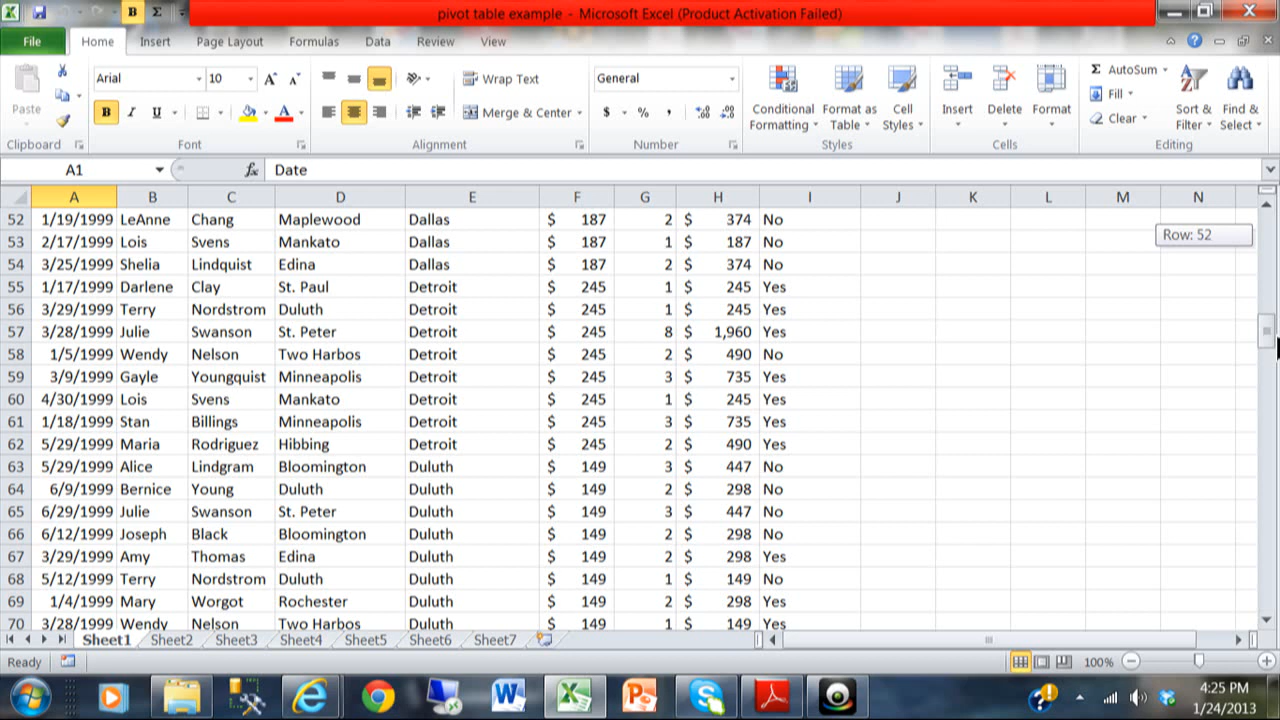 pivot table example - Microsoft Excel (Product Activation Failed)
File Home Insert Page Layout Formulas Data Review View
Paste Arial 10 B I U A Wrap Text Merge & Center General $ % , Conditional Formatting Format as Table Cell Styles Insert Delete Format Σ AutoSum Fill Clear Sort & Filter Find & Select
Clipboard Font Alignment Number Styles Cells Editing
A1 fx Date
A B C D E F G H I J K L M N
52 1/19/1999 LeAnne Chang Maplewood Dallas $ 187 2 $ 374 No
Row: 52
53 2/17/1999 Lois Svens Mankato Dallas $ 187 1 $ 187 No
54 3/25/1999 Shelia Lindquist Edina Dallas $ 187 2 $ 374 No
55 1/17/1999 Darlene Clay St. Paul Detroit $ 245 1 $ 245 Yes
56 3/29/1999 Terry Nordstrom Duluth Detroit $ 245 1 $ 245 Yes
57 3/28/1999 Julie Swanson St. Peter Detroit $ 245 8 $ 1,960 Yes
58 1/5/1999 Wendy Nelson Two Harbos Detroit $ 245 2 $ 490 No
59 3/9/1999 Gayle Youngquist Minneapolis Detroit $ 245 3 $ 735 Yes
60 4/30/1999 Lois Svens Mankato Detroit $ 245 1 $ 245 Yes
61 1/18/1999 Stan Billings Minneapolis Detroit $ 245 3 $ 735 Yes
62 5/29/1999 Maria Rodriguez Hibbing Detroit $ 245 2 $ 490 Yes
63 5/29/1999 Alice Lindgram Bloomington Duluth $ 149 3 $ 447 No
64 6/9/1999 Bernice Young Duluth Duluth $ 149 2 $ 298 No
65 6/29/1999 Julie Swanson St. Peter Duluth $ 149 3 $ 447 No
66 6/12/1999 Joseph Black Bloomington Duluth $ 149 2 $ 298 No
67 3/29/1999 Amy Thomas Edina Duluth $ 149 2 $ 298 Yes
68 5/12/1999 Terry Nordstrom Duluth Duluth $ 149 1 $ 149 No
69 1/4/1999 Mary Worgot Rochester Duluth $ 149 2 $ 298 Yes
70 3/28/1999 Wendy Nelson Two Harbos Duluth $ 149 1 $ 149 Yes
Sheet1 Sheet2 Sheet3 Sheet4 Sheet5 Sheet6 Sheet7
Ready 100%
4:25 PM
1/24/2013